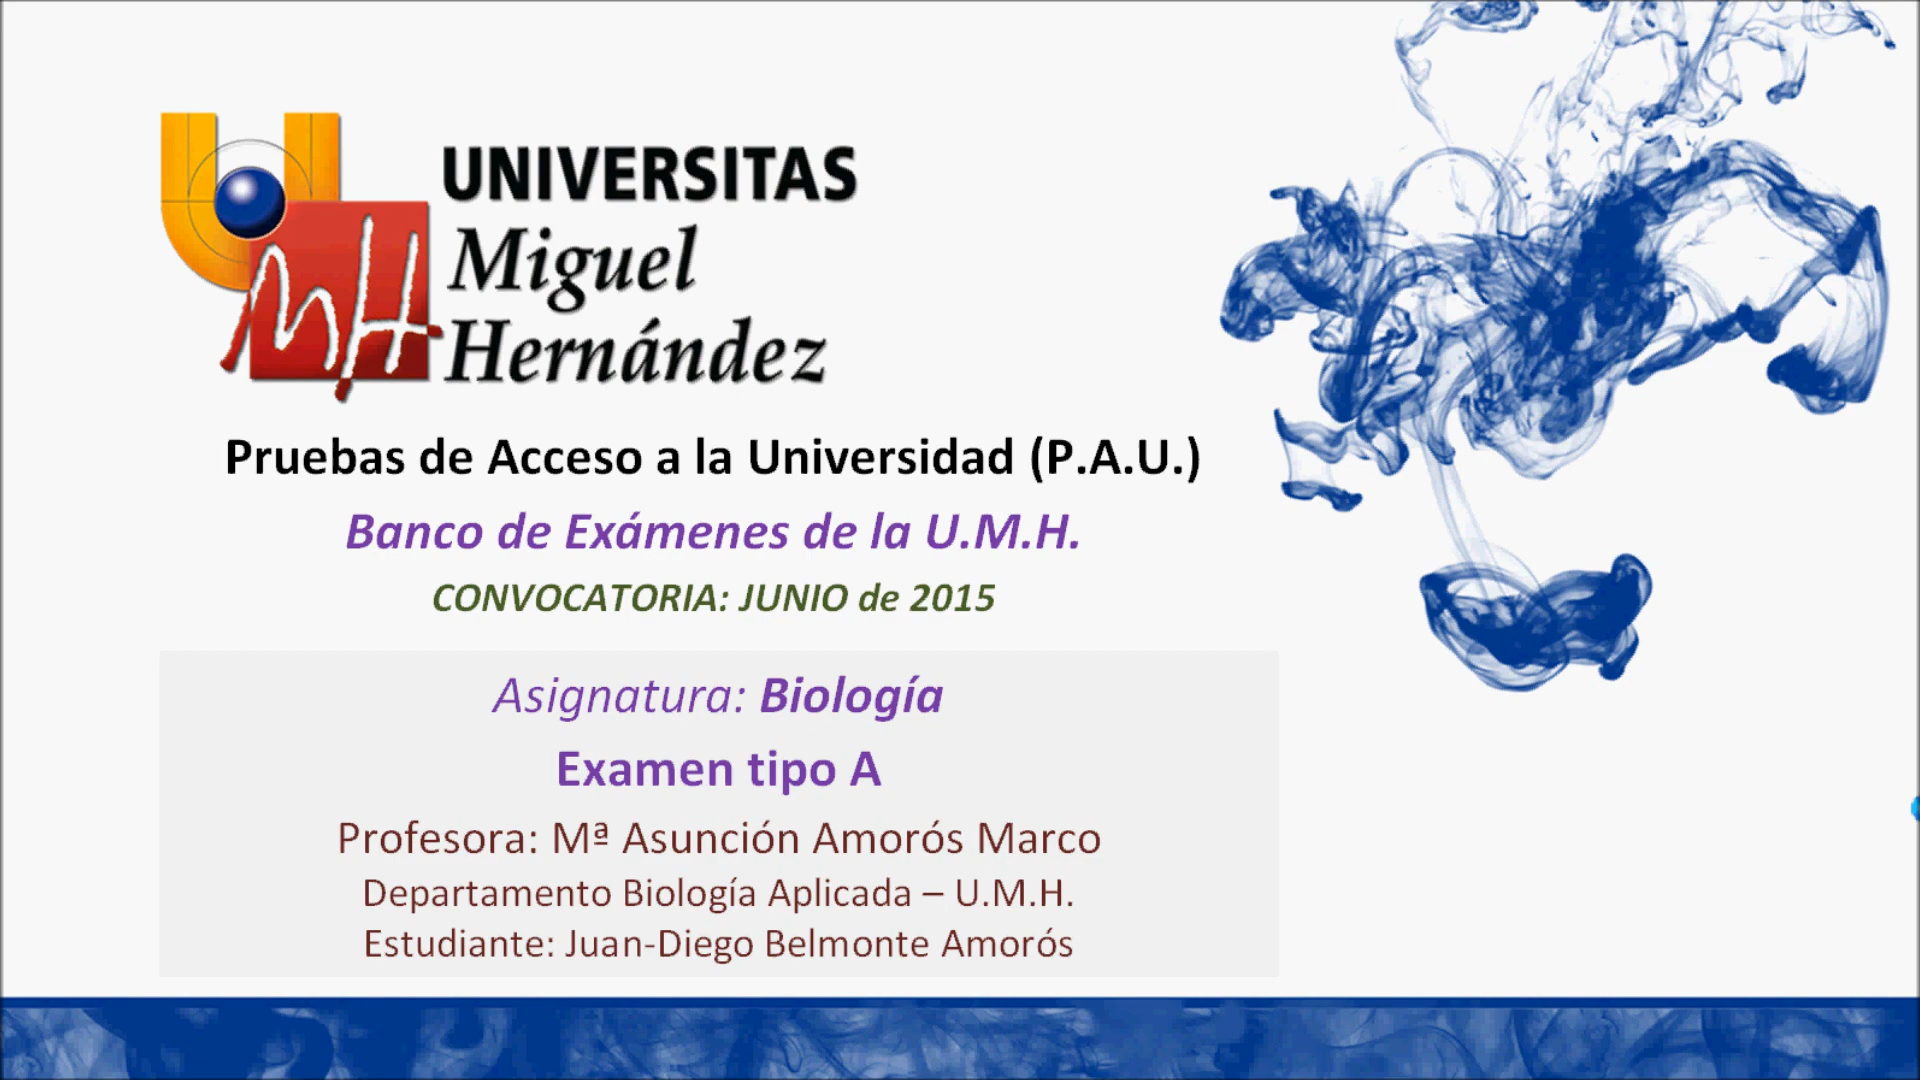 UNIVERSITAS
Miguel
Hernández
UMH
Pruebas de Acceso a la Universidad (P.A.U.)
Banco de Exámenes de la U.M.H.
CONVOCATORIA: JUNIO de 2015
Asignatura: Biología
Examen tipo A
Profesora: Mª Asunción Amorós Marco
Departamento Biología Aplicada – U.M.H.
Estudiante: Juan-Diego Belmonte Amorós